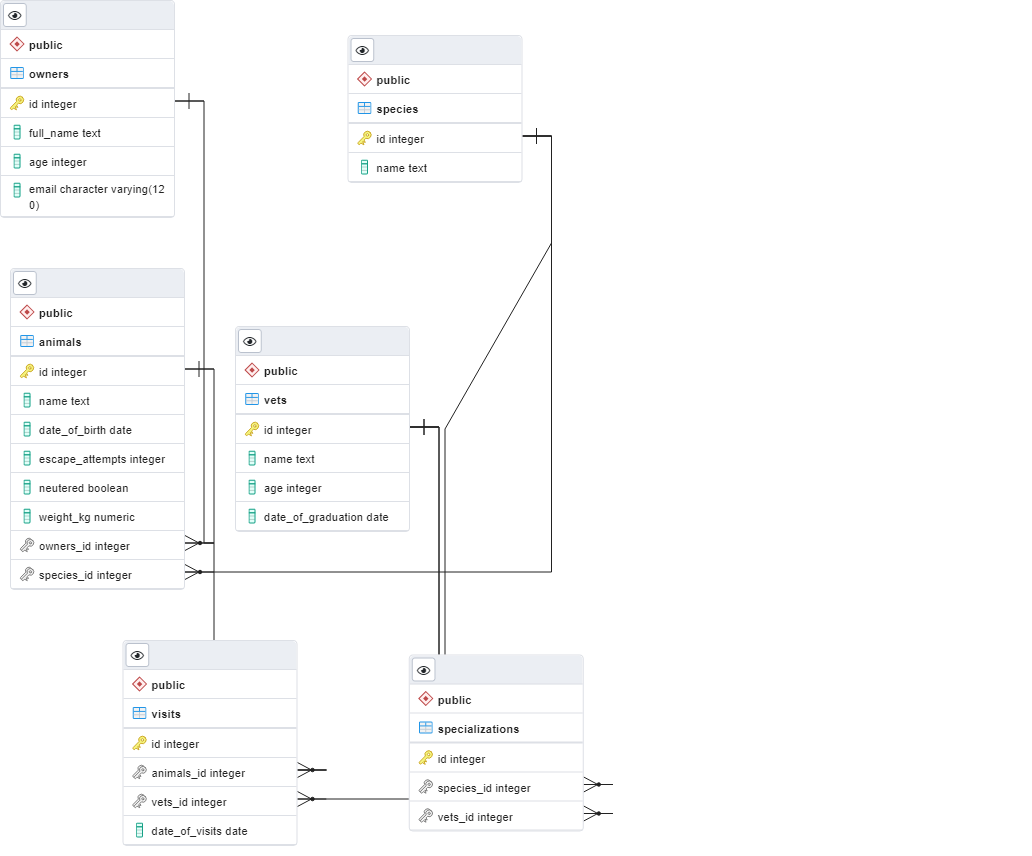 public
owners
id integer
full_name text
age integer
email character varying(12
0)
public
species
id integer
name text
public
animals
id integer
name text
date_of_birth date
escape_attempts integer
neutered boolean
weight_kg numeric
owners_id integer
species_id integer
public
vets
id integer
name text
age integer
date_of_graduation date
public
visits
id integer
animals_id integer
vets_id integer
date_of_visits date
public
specializations
id integer
species_id integer
vets_id integer